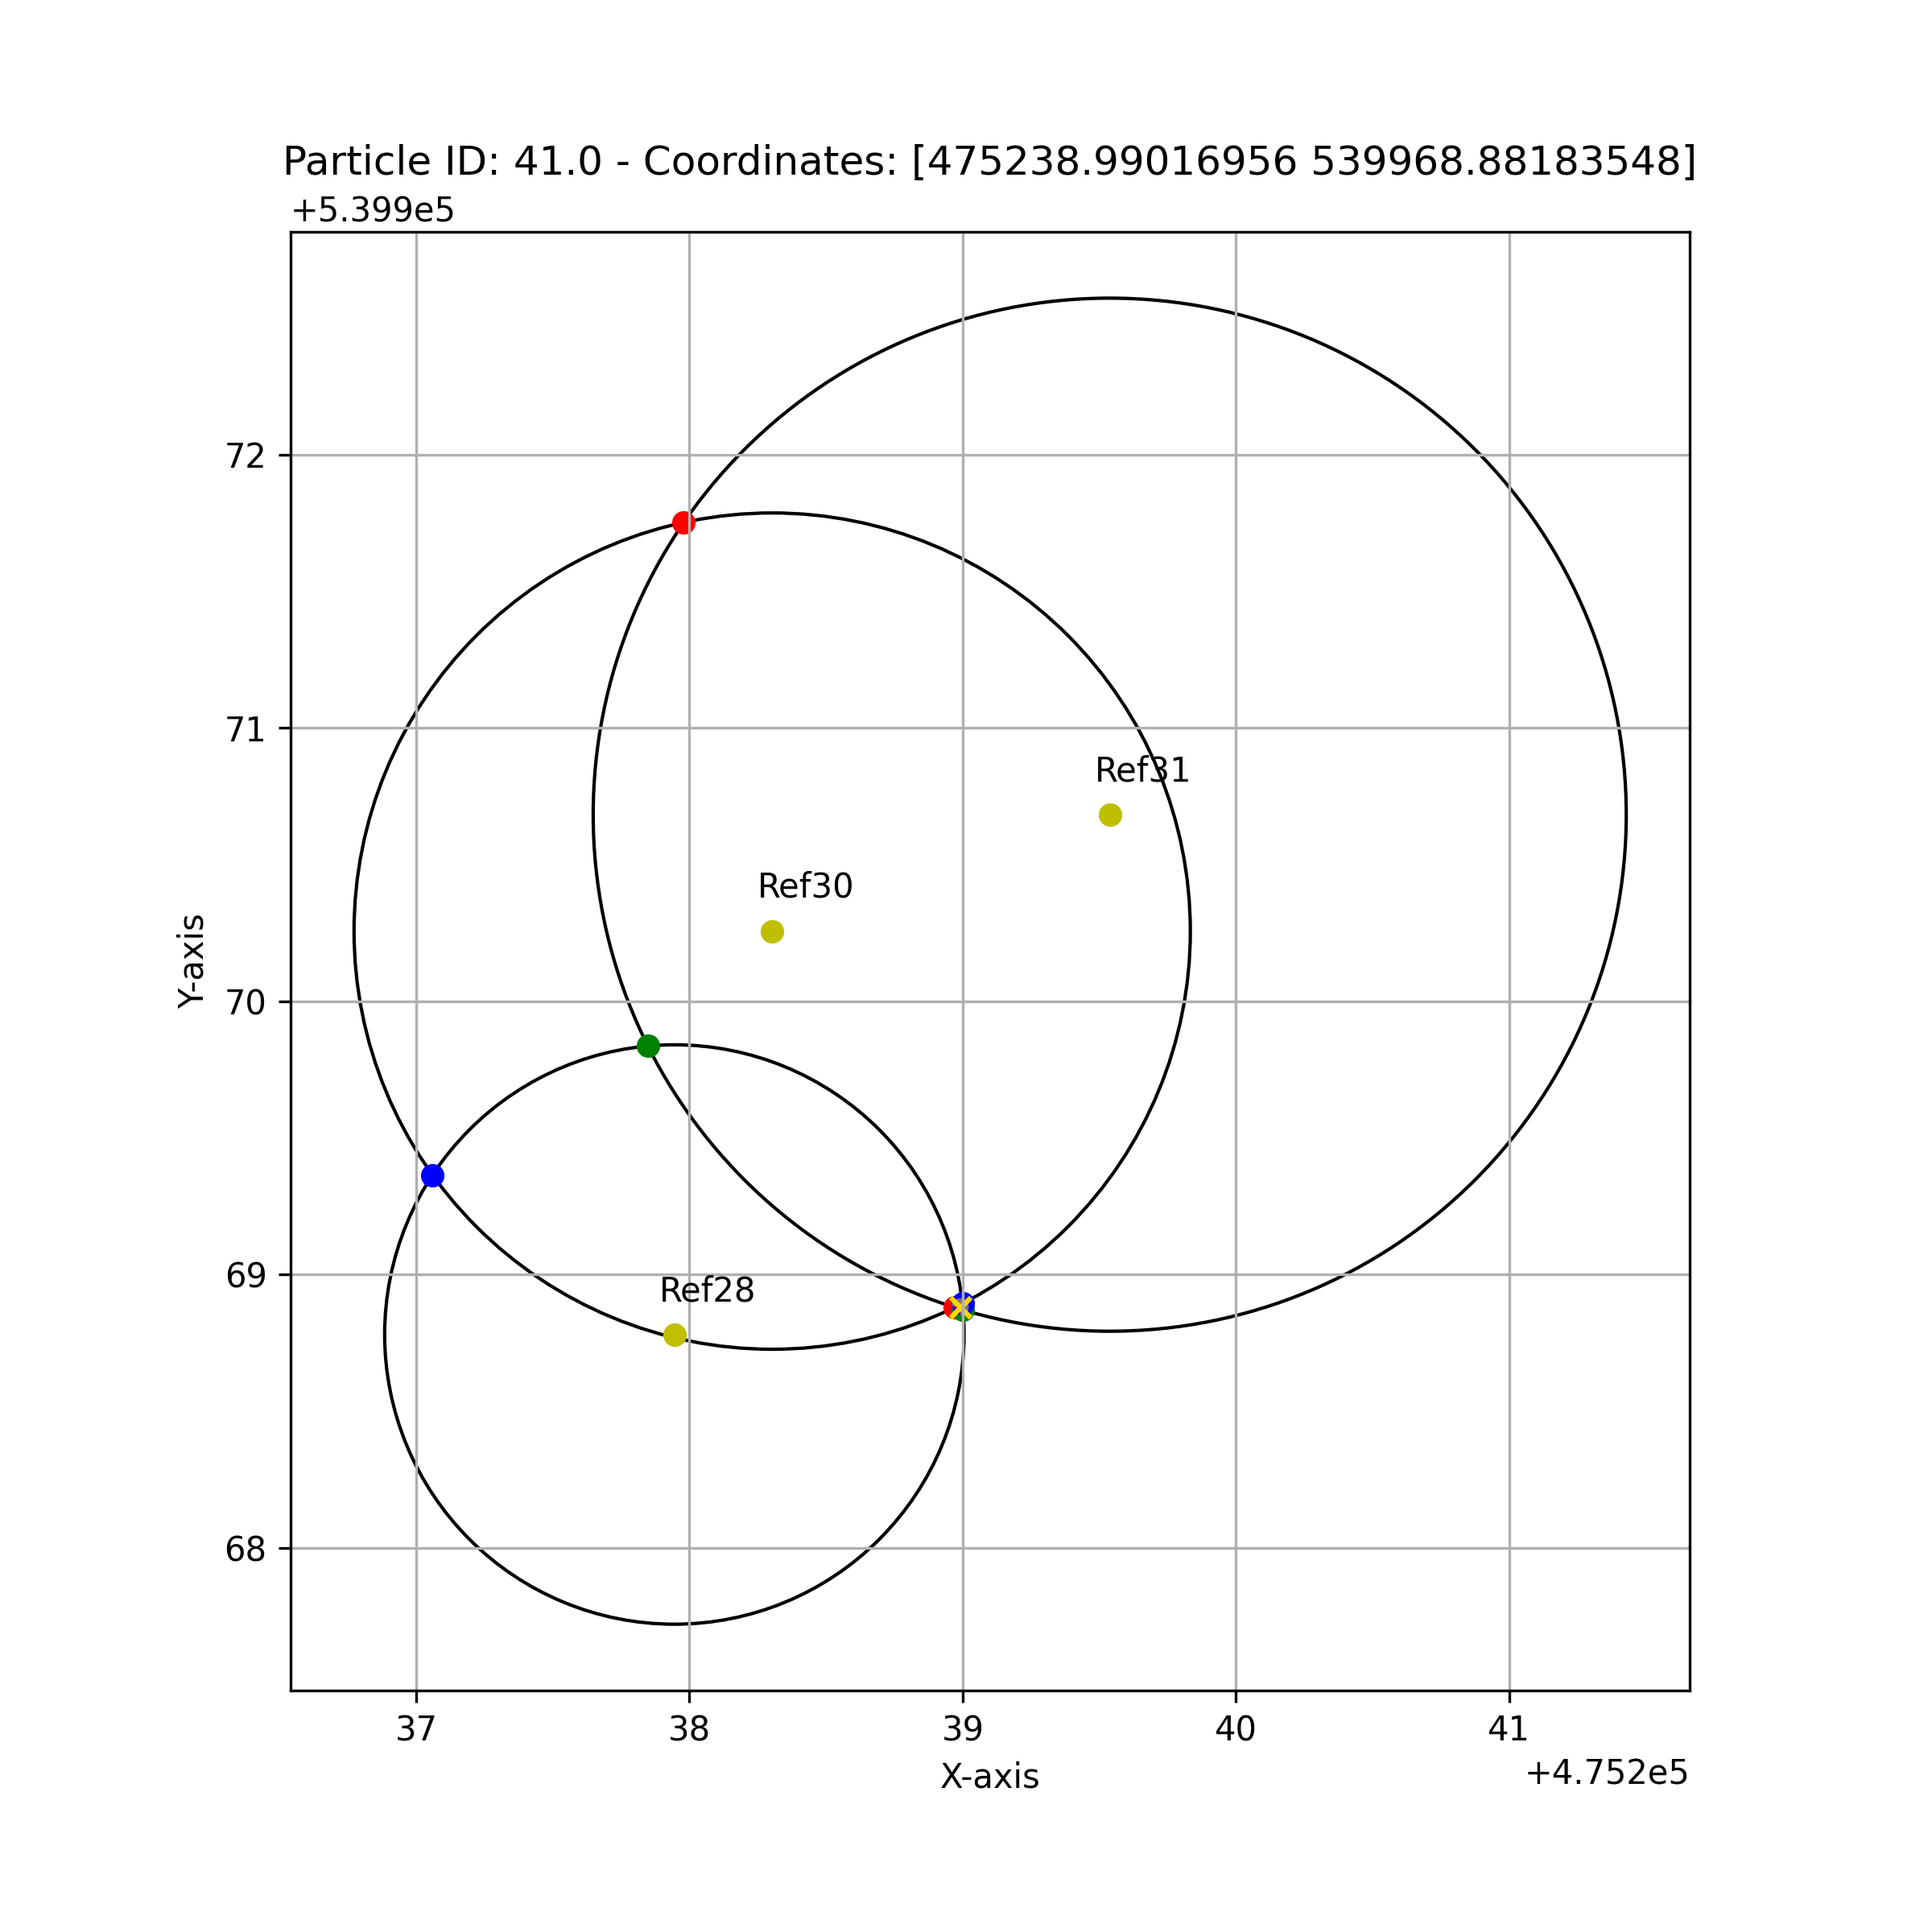 Particle ID: 41.0 - Coordinates: [475238.99016956 539968.88183548]
+5.399e5
72
71
Ref31
Ref30
Y-axis
70
69
Ref28
68
37 38 39 40 41
X-axis
+4.752e5